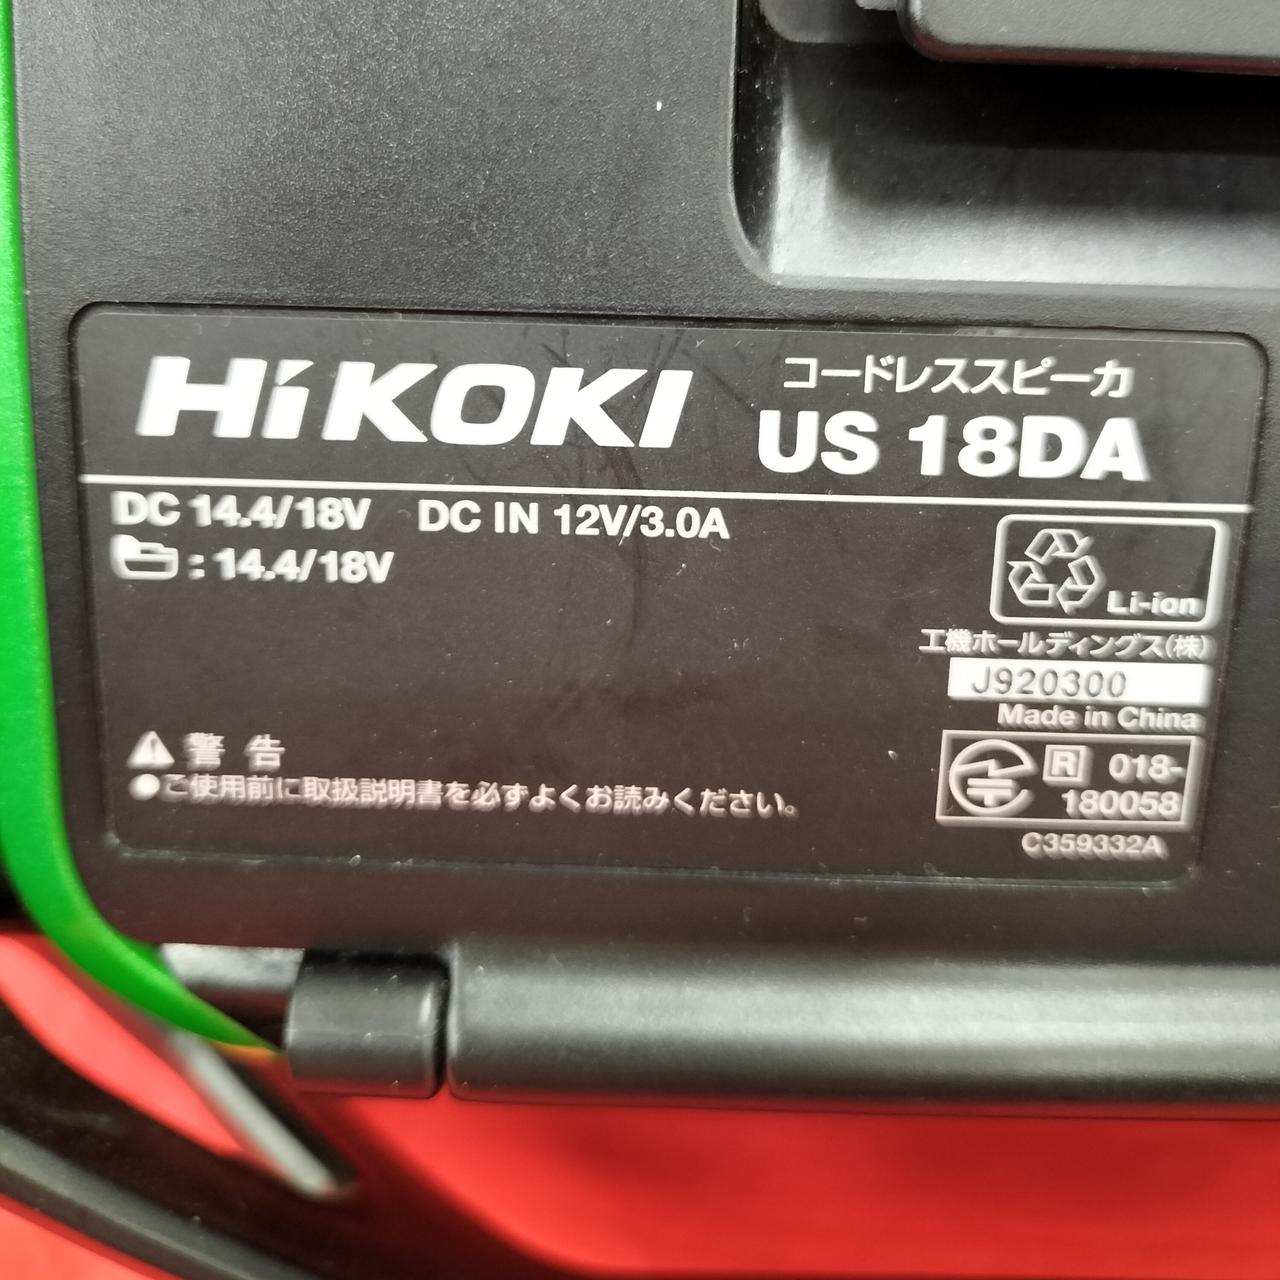 HiKOKI
コードレススピーカ
US 18DA
DC 14.4/18V DC IN 12V/3.0A
: 14.4/18V
Li-ion
工機ホールディングス(株)
J920300
Made in China
警告
●ご使用前に取扱説明書を必ずよくお読みください。
R 018-
180058
C359332A